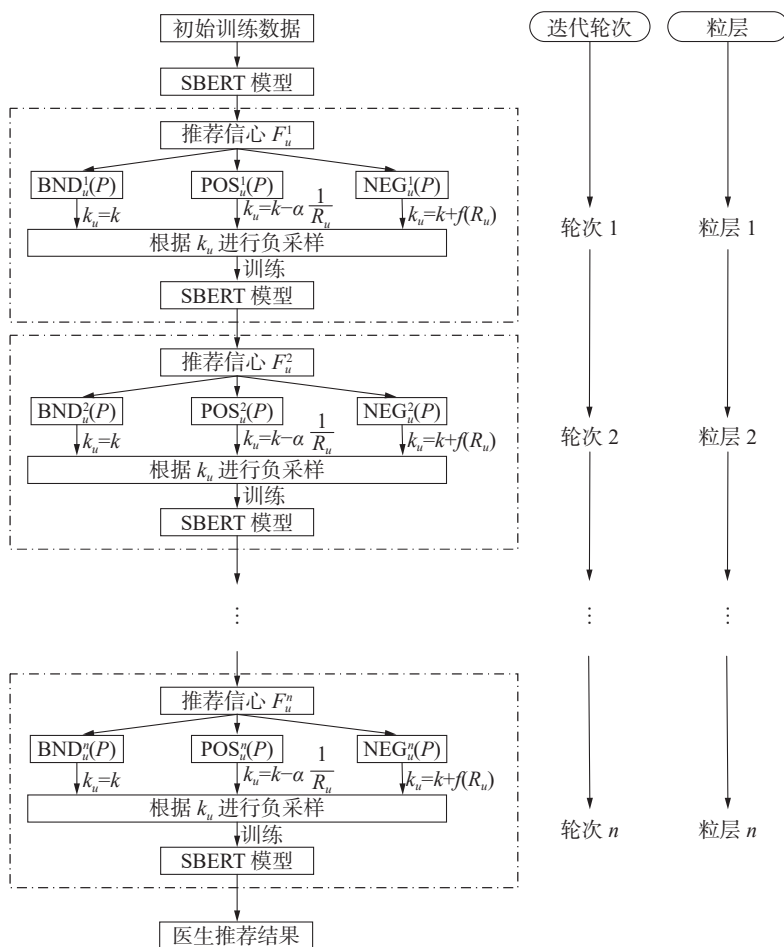 初始训练数据 迭代轮次 粒层
SBERT 模型
推荐信心 F_u^1
BND_u^1(P) POS_u^1(P) NEG_u^1(P)
k_u=k k_u=k−α 1/R_u k_u=k+f(R_u)
根据 k_u 进行负采样 轮次 1 粒层 1
训练
SBERT 模型
推荐信心 F_u^2
BND_u^2(P) POS_u^2(P) NEG_u^2(P)
k_u=k k_u=k−α 1/R_u k_u=k+f(R_u) 轮次 2 粒层 2
根据 k_u 进行负采样
训练
SBERT 模型
⋮ ⋮ ⋮
推荐信心 F_u^n
BND_u^n(P) POS_u^n(P) NEG_u^n(P)
k_u=k k_u=k−α 1/R_u k_u=k+f(R_u)
根据 k_u 进行负采样 轮次 n 粒层 n
训练
SBERT 模型
医生推荐结果